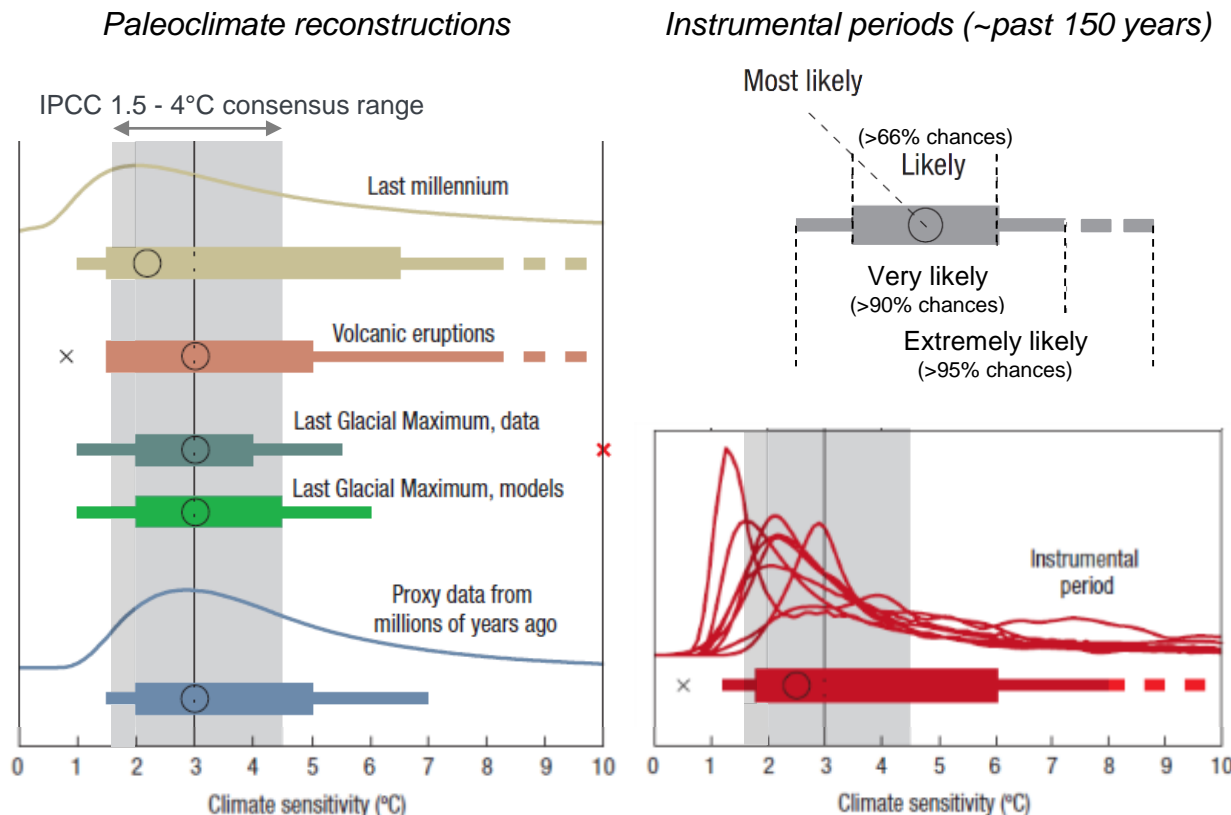 Paleoclimate reconstructions
Instrumental periods (~past 150 years)
IPCC 1.5 - 4°C consensus range
Last millennium
Volcanic eruptions
Last Glacial Maximum, data
Last Glacial Maximum, models
Proxy data from
millions of years ago
0 1 2 3 4 5 6 7 8 9 10
Climate sensitivity (ºC)
Most likely
(>66% chances)
Likely
Very likely
(>90% chances)
Extremely likely
(>95% chances)
Instrumental
period
0 1 2 3 4 5 6 7 8 9 10
Climate sensitivity (ºC)